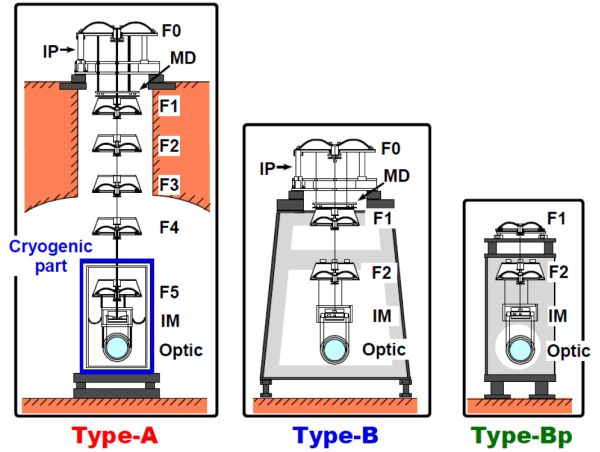 F0
IP
MD
F1
F2
F3
F4
Cryogenic
part
F5
IM
Optic
Type-A
F0
IP
MD
F1
F2
IM
Optic
Type-B
F1
F2
IM
Optic
Type-Bp